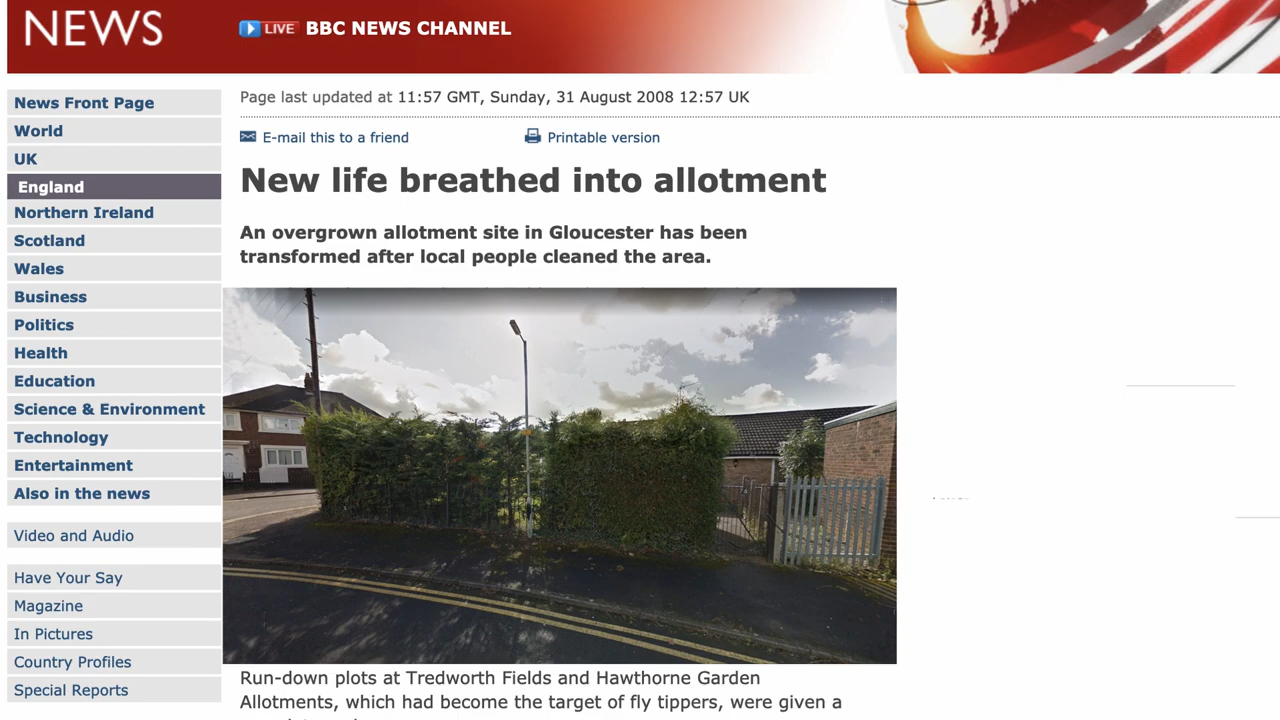 NEWS
LIVE BBC NEWS CHANNEL
News Front Page
World
UK
England
Northern Ireland
Scotland
Wales
Business
Politics
Health
Education
Science & Environment
Technology
Entertainment
Also in the news
Video and Audio
Have Your Say
Magazine
In Pictures
Country Profiles
Special Reports
Page last updated at 11:57 GMT, Sunday, 31 August 2008 12:57 UK
E-mail this to a friend
Printable version
New life breathed into allotment
An overgrown allotment site in Gloucester has been
transformed after local people cleaned the area.
Run-down plots at Tredworth Fields and Hawthorne Garden
Allotments, which had become the target of fly tippers, were given a